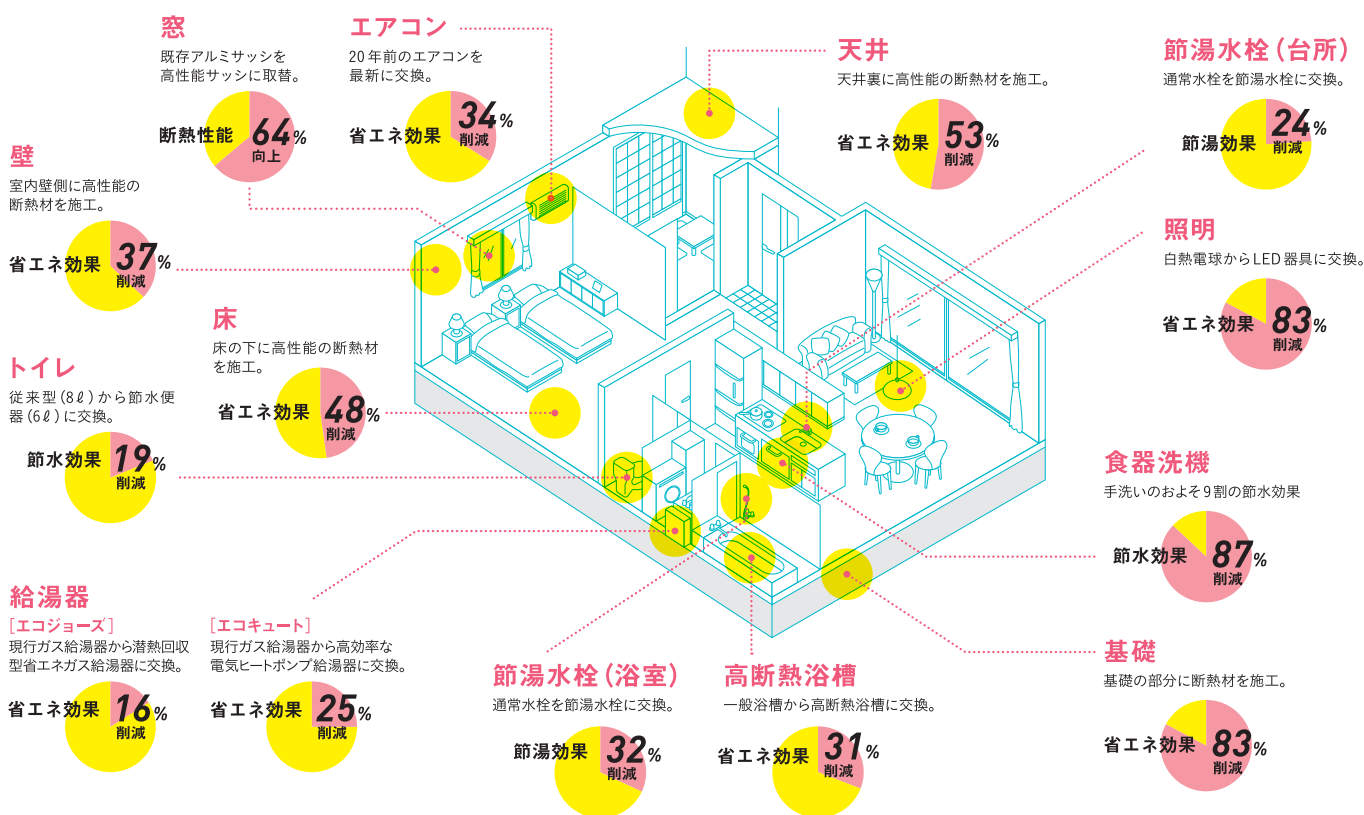 窓
既存アルミサッシを
高性能サッシに取替。
断熱性能 64%
向上
エアコン
20年前のエアコンを
最新に交換。
省エネ効果 34%
削減
天井
天井裏に高性能の断熱材を施工。
省エネ効果 53%
削減
節湯水栓(台所)
通常水栓を節湯水栓に交換。
節湯効果 24%
削減
壁
室内壁側に高性能の
断熱材を施工。
省エネ効果 37%
削減
照明
白熱電球からLED器具に交換。
省エネ効果 83%
削減
床
床の下に高性能の断熱材
を施工。
省エネ効果 48%
削減
トイレ
従来型(8ℓ)から節水便
器(6ℓ)に交換。
節水効果 19%
削減
食器洗機
手洗いのおよそ9割の節水効果
節水効果 87%
削減
給湯器
[エコジョーズ]
現行ガス給湯器から潜熱回収
型省エネガス給湯器に交換。
省エネ効果 16%
削減
[エコキュート]
現行ガス給湯器から高効率な
電気ヒートポンプ給湯器に交換。
省エネ効果 25%
削減
節湯水栓(浴室)
通常水栓を節湯水栓に交換。
節湯効果 32%
削減
高断熱浴槽
一般浴槽から高断熱浴槽に交換。
省エネ効果 31%
削減
基礎
基礎の部分に断熱材を施工。
省エネ効果 83%
削減